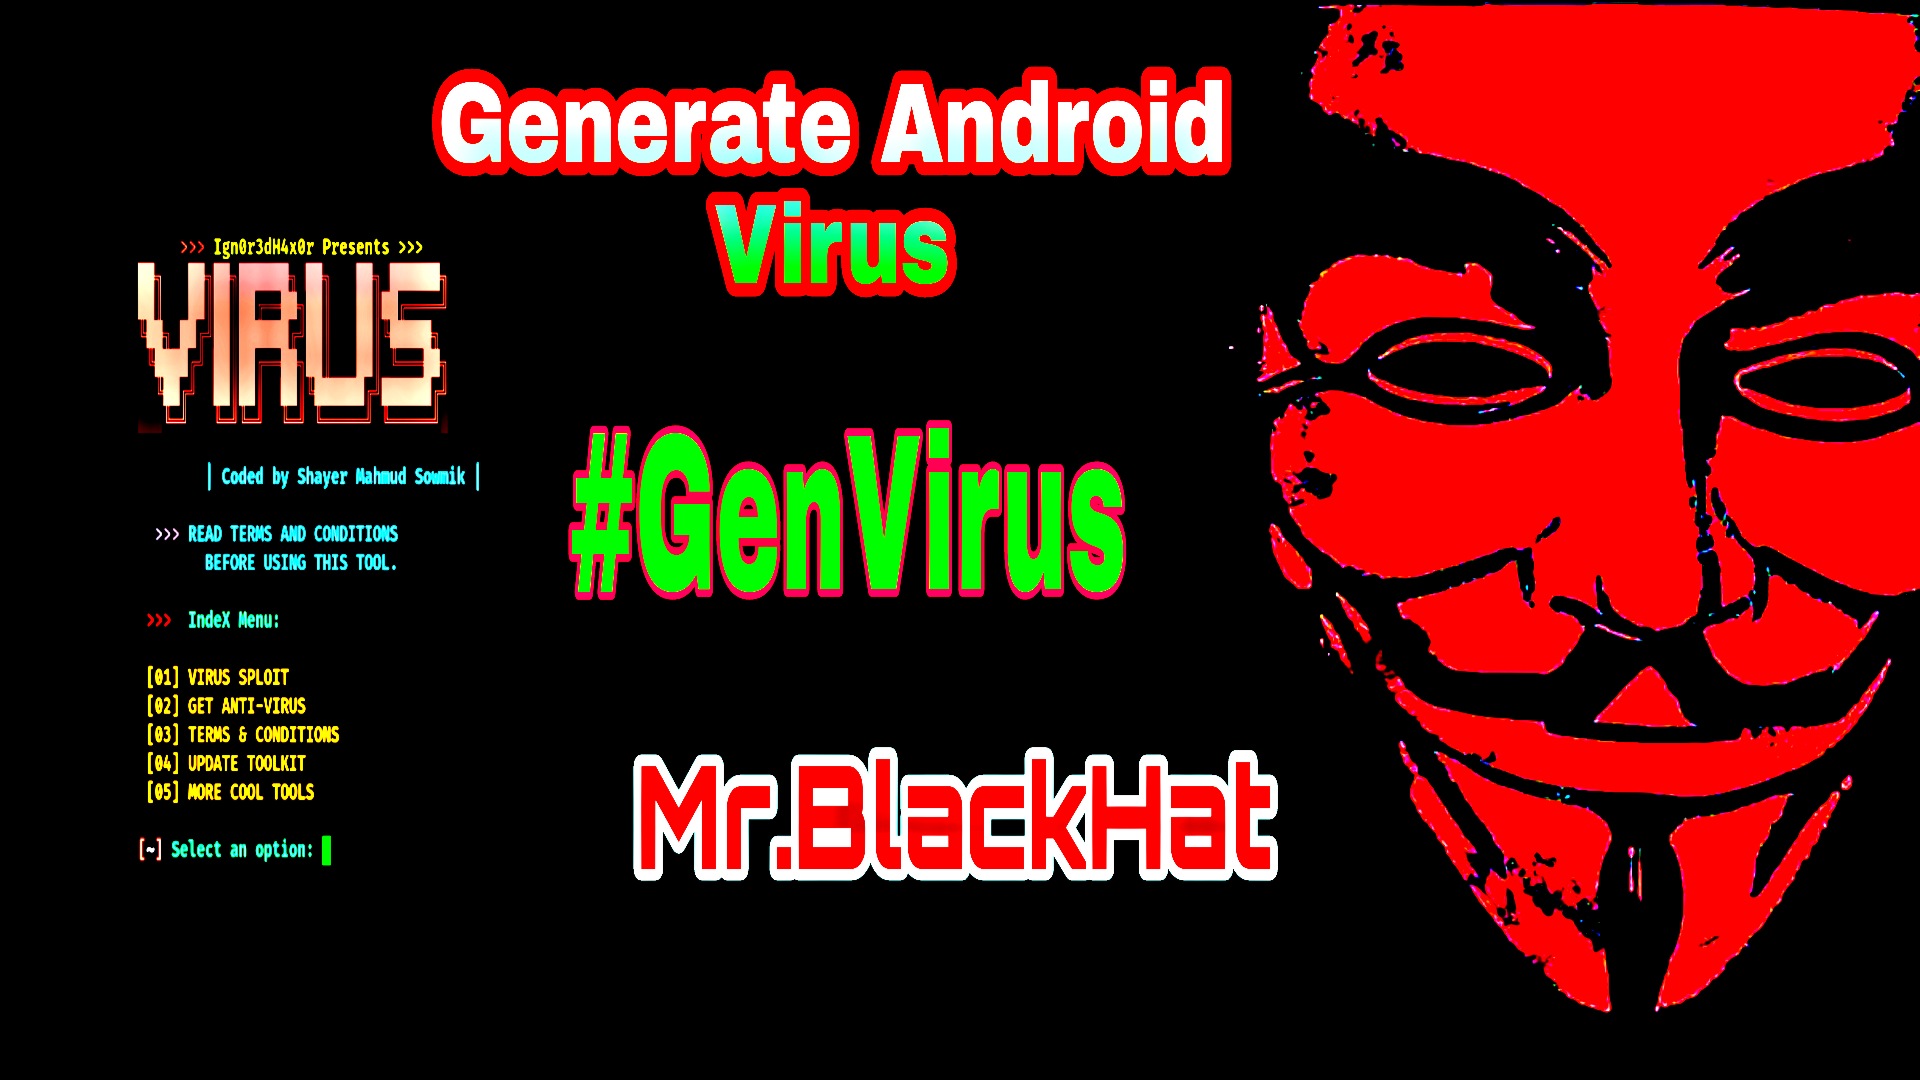 Generate Android
Virus
>>> Ign0r3dH4x0r Presents >>>
VIRUS
| Coded by Shayer Mahmud Sowmik |
>>> READ TERMS AND CONDITIONS
BEFORE USING THIS TOOL.
>>> IndeX Menu:
[01] VIRUS SPLOIT
[02] GET ANTI-VIRUS
[03] TERMS & CONDITIONS
[04] UPDATE TOOLKIT
[05] MORE COOL TOOLS
[~] Select an option:
#GenVirus
Mr.BlackHat